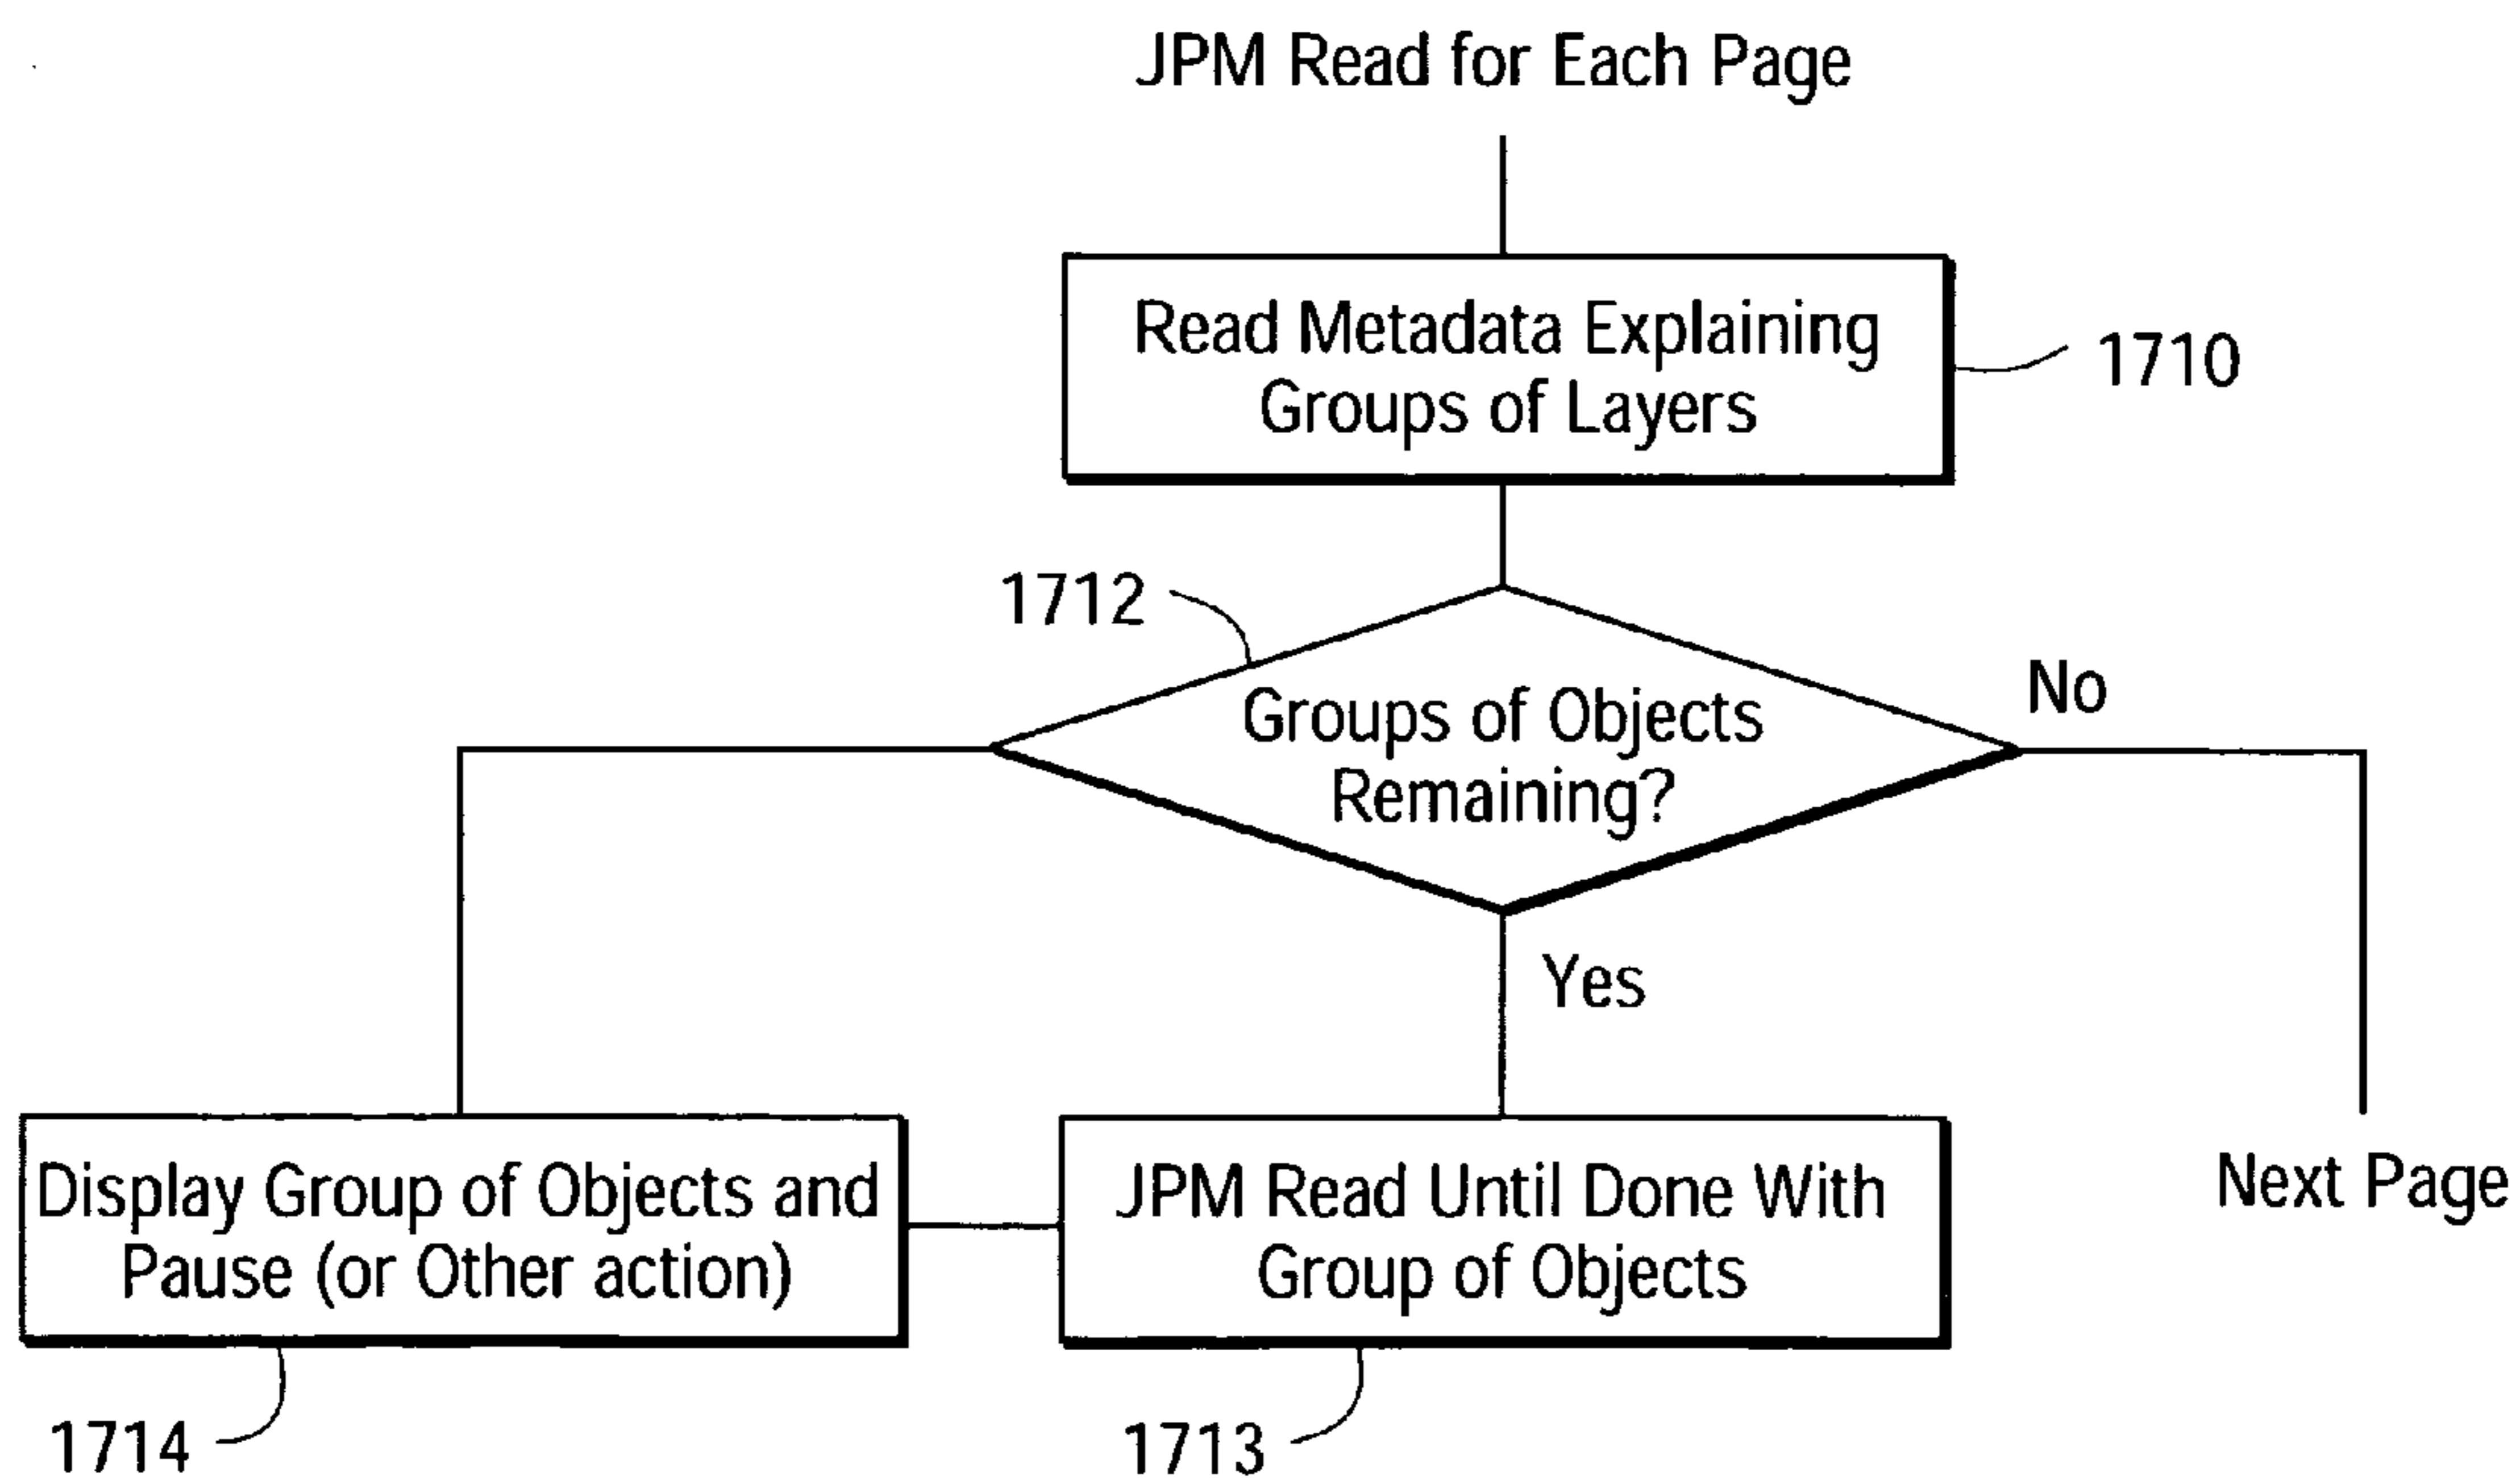 JPM Read for Each Page
Read Metadata Explaining
Groups of Layers
1710
1712
Groups of Objects
Remaining?
No
Yes
Display Group of Objects and
Pause (or Other action)
JPM Read Until Done With
Group of Objects
Next Page
1714
1713